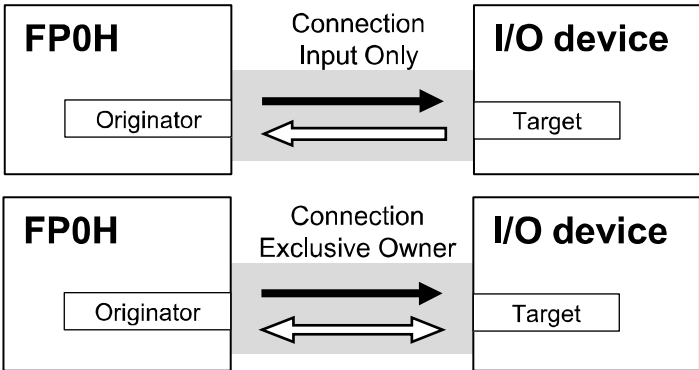 FP0H
Connection
Input Only
I/O device
Originator
Target
FP0H
Connection
Exclusive Owner
I/O device
Originator
Target